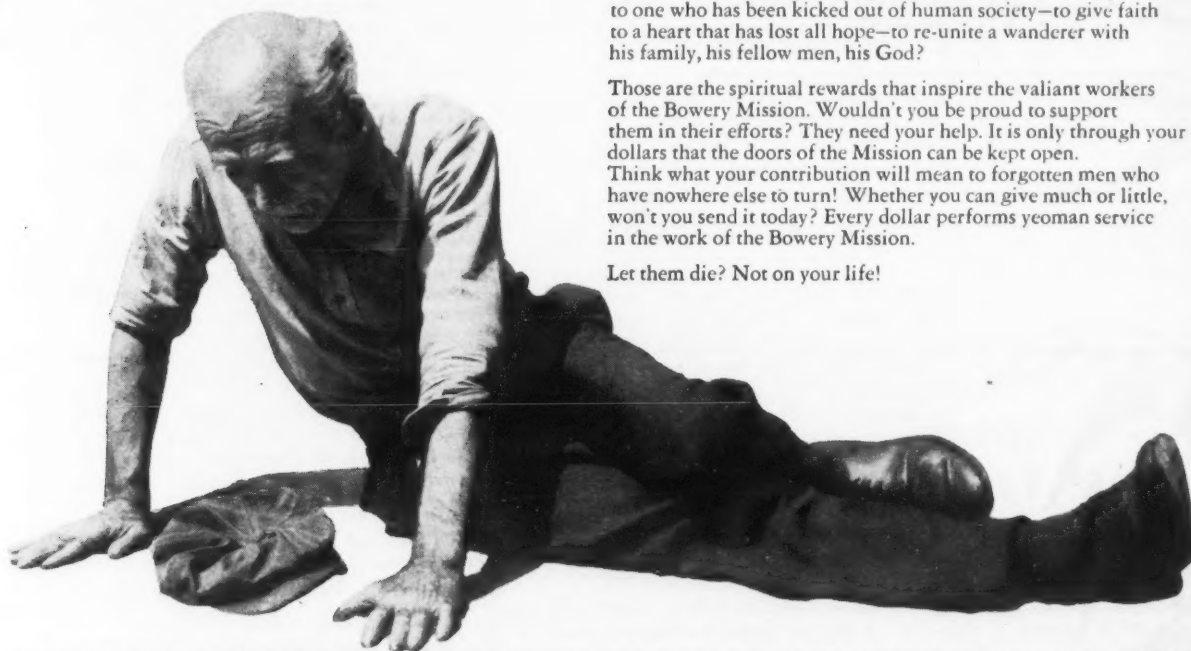 to one who has been kicked out of human society—to give faith
to a heart that has lost all hope—to re-unite a wanderer with
his family, his fellow men, his God?
Those are the spiritual rewards that inspire the valiant workers
of the Bowery Mission. Wouldn't you be proud to support
them in their efforts? They need your help. It is only through your
dollars that the doors of the Mission can be kept open.
Think what your contribution will mean to forgotten men who
have nowhere else to turn! Whether you can give much or little,
won't you send it today? Every dollar performs yeoman service
in the work of the Bowery Mission.
Let them die? Not on your life!